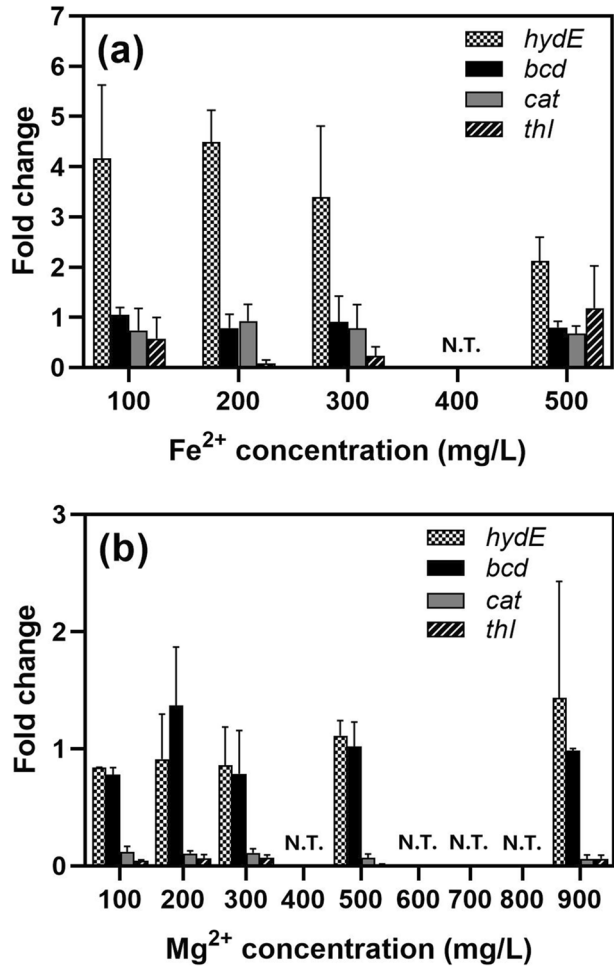 (a)
hydE
bcd
cat
thl
Fold change
7
6
5
4
3
2
1
0
N.T.
100 200 300 400 500
Fe²⁺ concentration (mg/L)
(b)
hydE
bcd
cat
thl
Fold change
3
2
1
0
N.T. N.T. N.T. N.T.
100 200 300 400 500 600 700 800 900
Mg²⁺ concentration (mg/L)